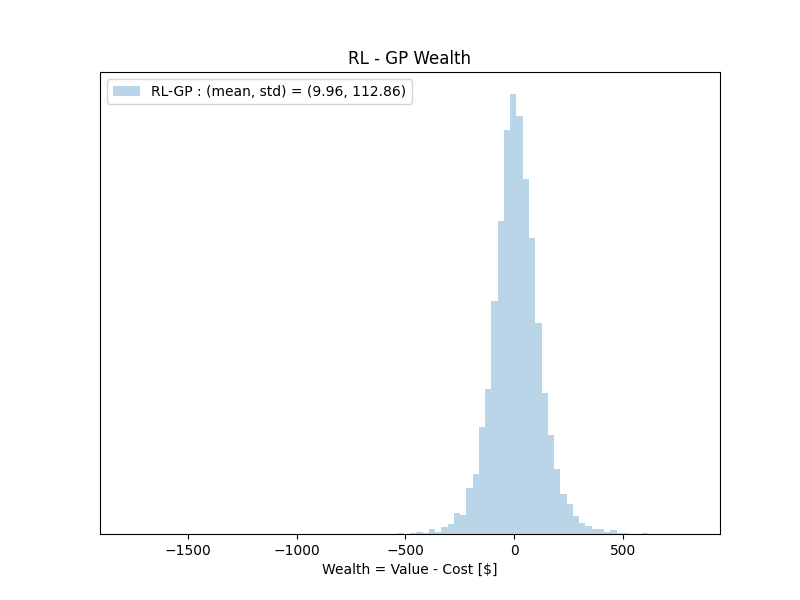 RL - GP Wealth
RL-GP : (mean, std) = (9.96, 112.86)
−1500 −1000 −500 0 500
Wealth = Value - Cost [$]